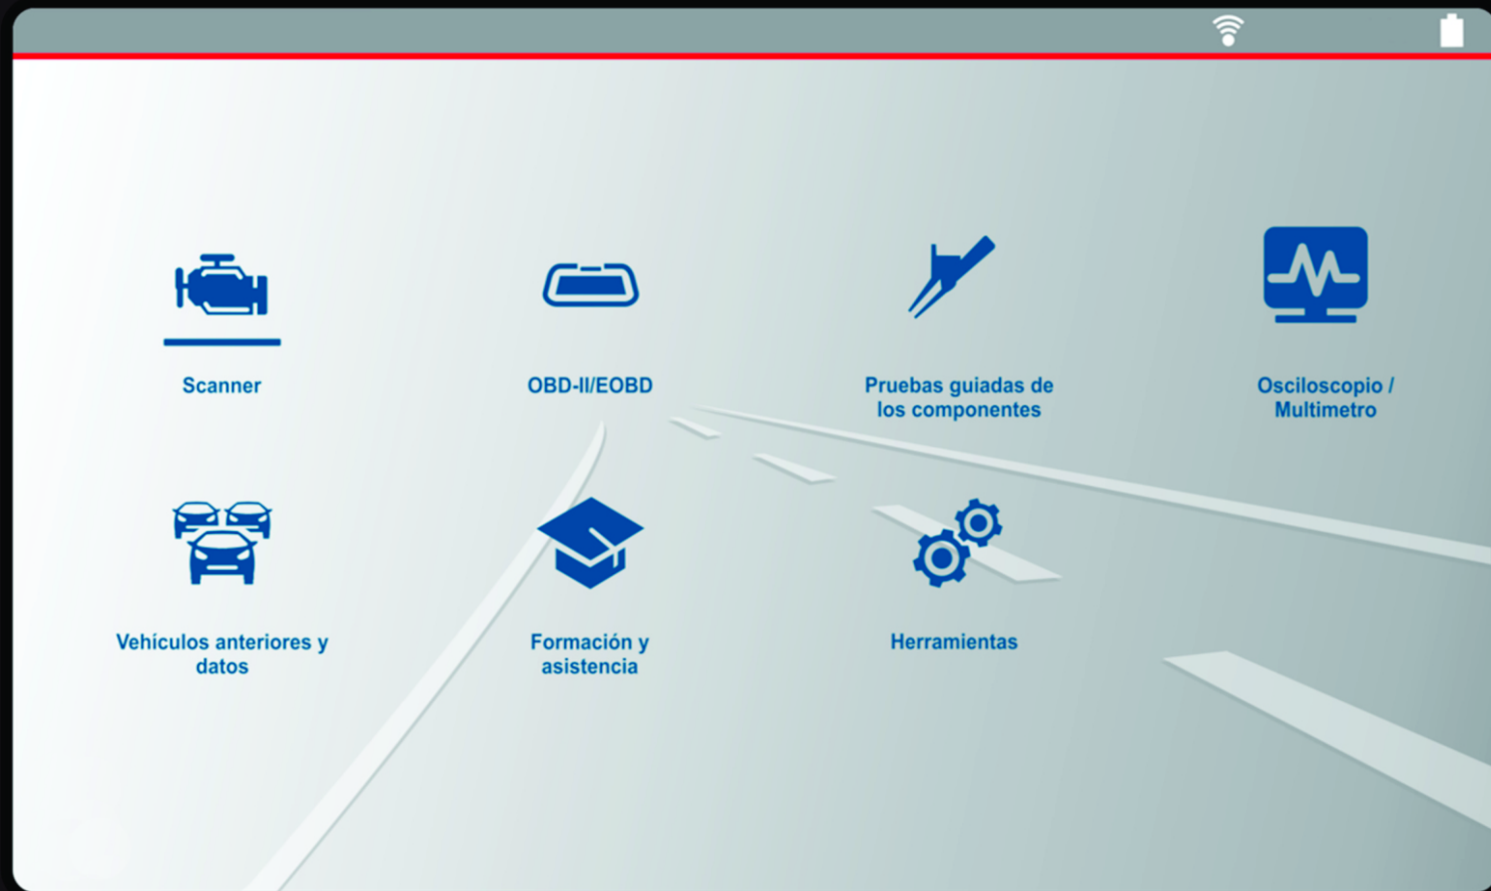 Scanner
OBD-II/EOBD
Pruebas guiadas de
los componentes
Osciloscopio /
Multimetro
Vehículos anteriores y
datos
Formación y
asistencia
Herramientas